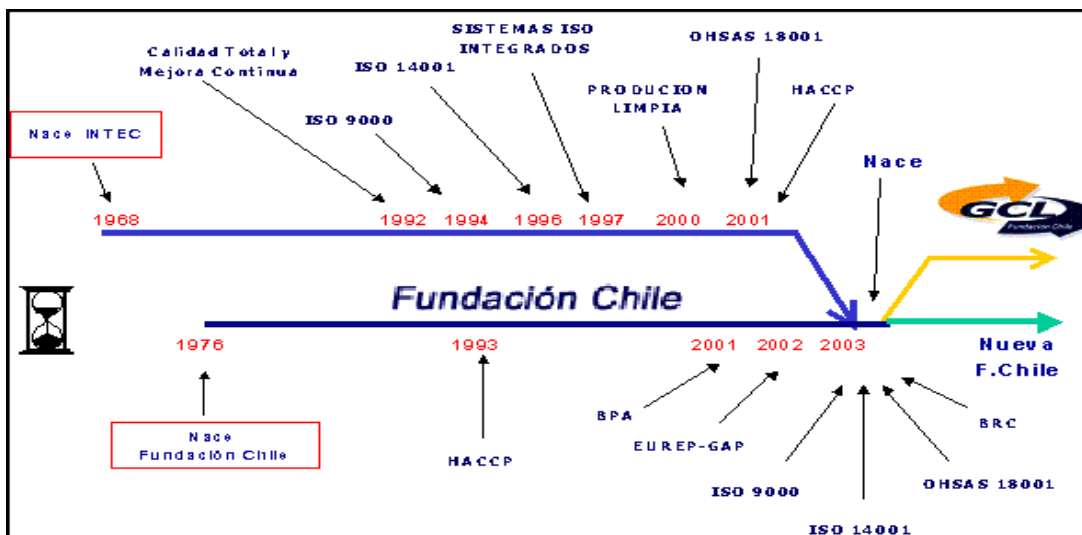 SISTEMAS ISO
INTEGRADOS
OHSAS 18001
Calidad Total y
Mejora Continua
ISO 14001
PRODUCION
LIMPIA
HACCP
ISO 9000
Nace INTEC
Nace
1968
1992
1994
1996
1997
2000
2001
GCL
Fundación Chile
Fundación Chile
1976
1993
2001
2002
2003
Nueva
F.Chile
BPA
BRC
Nace
Fundación Chile
EUREP-GAP
HACCP
OHSAS 18001
ISO 9000
ISO 14001